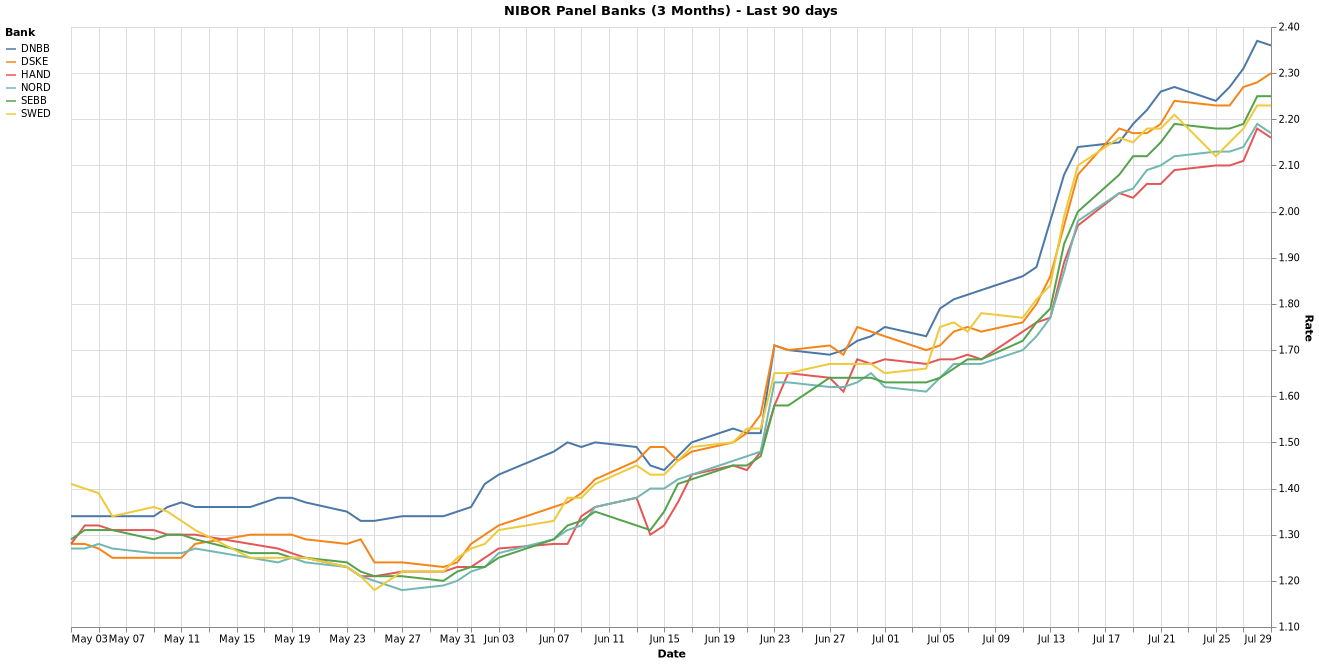 NIBOR Panel Banks (3 Months) - Last 90 days
Bank
DNBB
DSKE
HAND
NORD
SEBB
SWED
2.40
2.30
2.20
2.10
2.00
1.90
1.80
1.70
1.60
1.50
1.40
1.30
1.20
1.10
Rate
May 03 May 07 May 11 May 15 May 19 May 23 May 27 May 31 Jun 03 Jun 07 Jun 11 Jun 15 Jun 19 Jun 23 Jun 27 Jul 01 Jul 05 Jul 09 Jul 13 Jul 17 Jul 21 Jul 25 Jul 29
Date